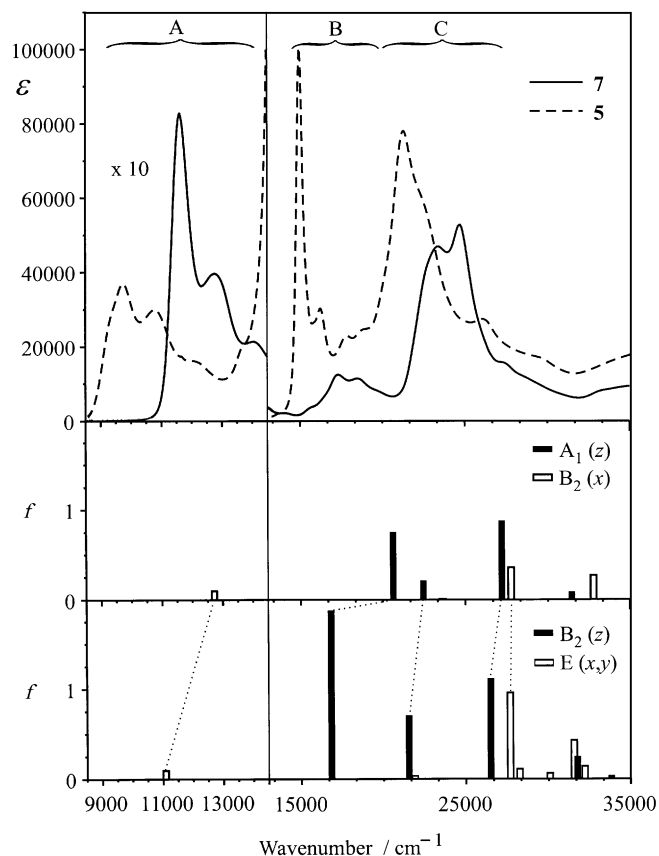 A B C
100000
ε
80000
60000
40000
20000
0
7
5
x 10
A₁ (z)
B₂ (x)
f
1
0
B₂ (z)
E (x,y)
f
1
0
9000 11000 13000 15000 25000 35000
Wavenumber / cm⁻¹